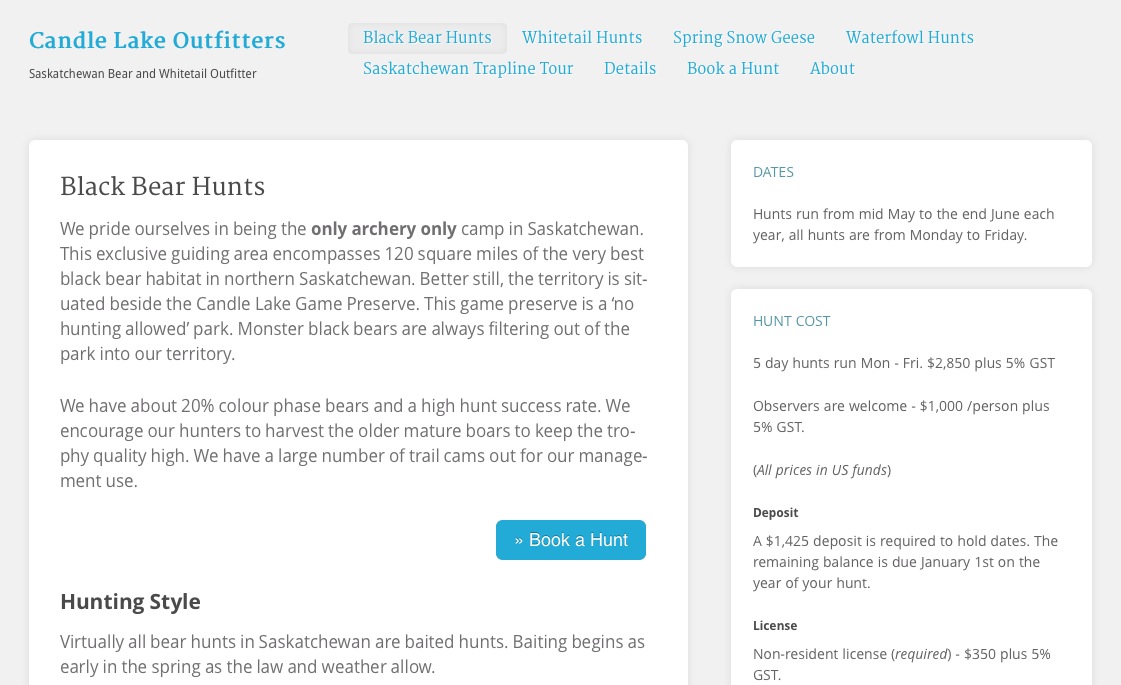 Candle Lake Outfitters
Saskatchewan Bear and Whitetail Outfitter
Black Bear Hunts Whitetail Hunts Spring Snow Geese Waterfowl Hunts
Saskatchewan Trapline Tour Details Book a Hunt About
Black Bear Hunts
We pride ourselves in being the only archery only camp in Saskatchewan.
This exclusive guiding area encompasses 120 square miles of the very best
black bear habitat in northern Saskatchewan. Better still, the territory is sit-
uated beside the Candle Lake Game Preserve. This game preserve is a ‘no
hunting allowed’ park. Monster black bears are always filtering out of the
park into our territory.
We have about 20% colour phase bears and a high hunt success rate. We
encourage our hunters to harvest the older mature boars to keep the tro-
phy quality high. We have a large number of trail cams out for our manage-
ment use.
» Book a Hunt
Hunting Style
Virtually all bear hunts in Saskatchewan are baited hunts. Baiting begins as
early in the spring as the law and weather allow.
DATES
Hunts run from mid May to the end June each
year, all hunts are from Monday to Friday.
HUNT COST
5 day hunts run Mon - Fri. $2,850 plus 5% GST
Observers are welcome - $1,000 /person plus
5% GST.
(All prices in US funds)
Deposit
A $1,425 deposit is required to hold dates. The
remaining balance is due January 1st on the
year of your hunt.
License
Non-resident license (required) - $350 plus 5%
GST.